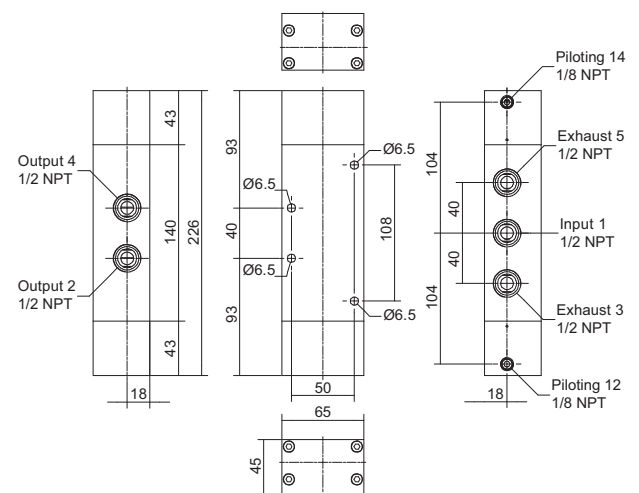 Output 4
1/2 NPT
Output 2
1/2 NPT
43
140
226
43
18
93
40
93
Ø6.5
Ø6.5
Ø6.5
Ø6.5
108
50
65
45
Piloting 14
1/8 NPT
Exhaust 5
1/2 NPT
Input 1
1/2 NPT
Exhaust 3
1/2 NPT
Piloting 12
1/8 NPT
104
40
40
104
18